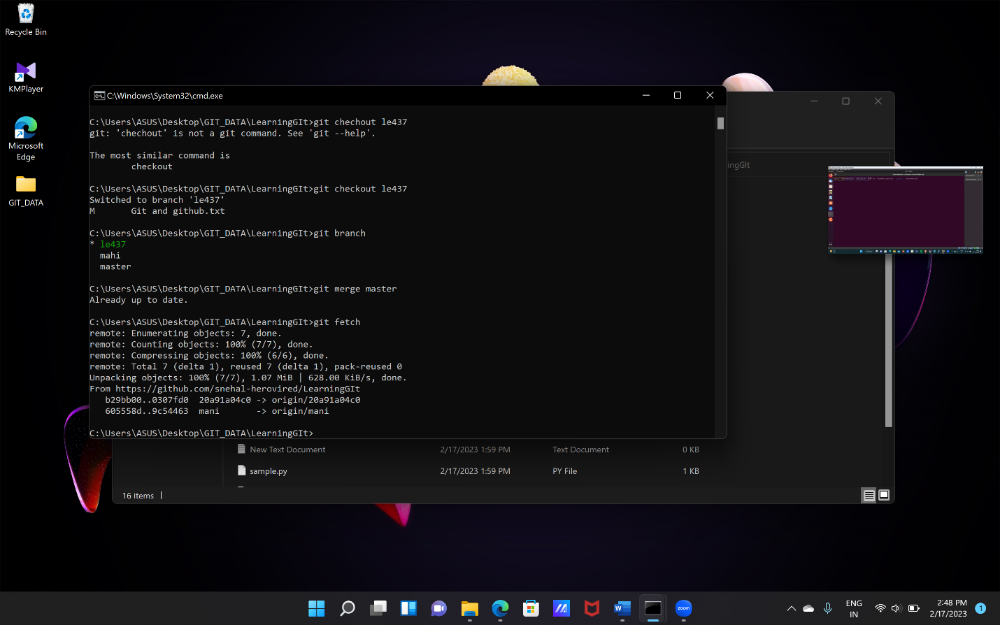 Recycle Bin
KMPlayer
Microsoft
Edge
GIT_DATA
C:\Windows\System32\cmd.exe
C:\Users\ASUS\Desktop\GIT_DATA\LearningGIt>git chechout le437
git: 'chechout' is not a git command. See 'git --help'.
The most similar command is
checkout
C:\Users\ASUS\Desktop\GIT_DATA\LearningGIt>git checkout le437
Switched to branch 'le437'
M Git and github.txt
C:\Users\ASUS\Desktop\GIT_DATA\LearningGIt>git branch
* le437
mahi
master
C:\Users\ASUS\Desktop\GIT_DATA\LearningGIt>git merge master
Already up to date.
C:\Users\ASUS\Desktop\GIT_DATA\LearningGIt>git fetch
remote: Enumerating objects: 7, done.
remote: Counting objects: 100% (7/7), done.
remote: Compressing objects: 100% (6/6), done.
remote: Total 7 (delta 1), reused 7 (delta 1), pack-reused 0
Unpacking objects: 100% (7/7), 1.07 MiB | 628.00 KiB/s, done.
From https://github.com/snehal-herovired/LearningGIt
b29bb00..0307fd0 20a91a04c0 -> origin/20a91a04c0
605558d..9c54463 mani -> origin/mani
C:\Users\ASUS\Desktop\GIT_DATA\LearningGIt>
ingGIt
New Text Document 2/17/2023 1:59 PM Text Document 0 KB
sample.py 2/17/2023 1:59 PM PY File 1 KB
16 items
zoom
ENG
IN
2:48 PM
2/17/2023
1